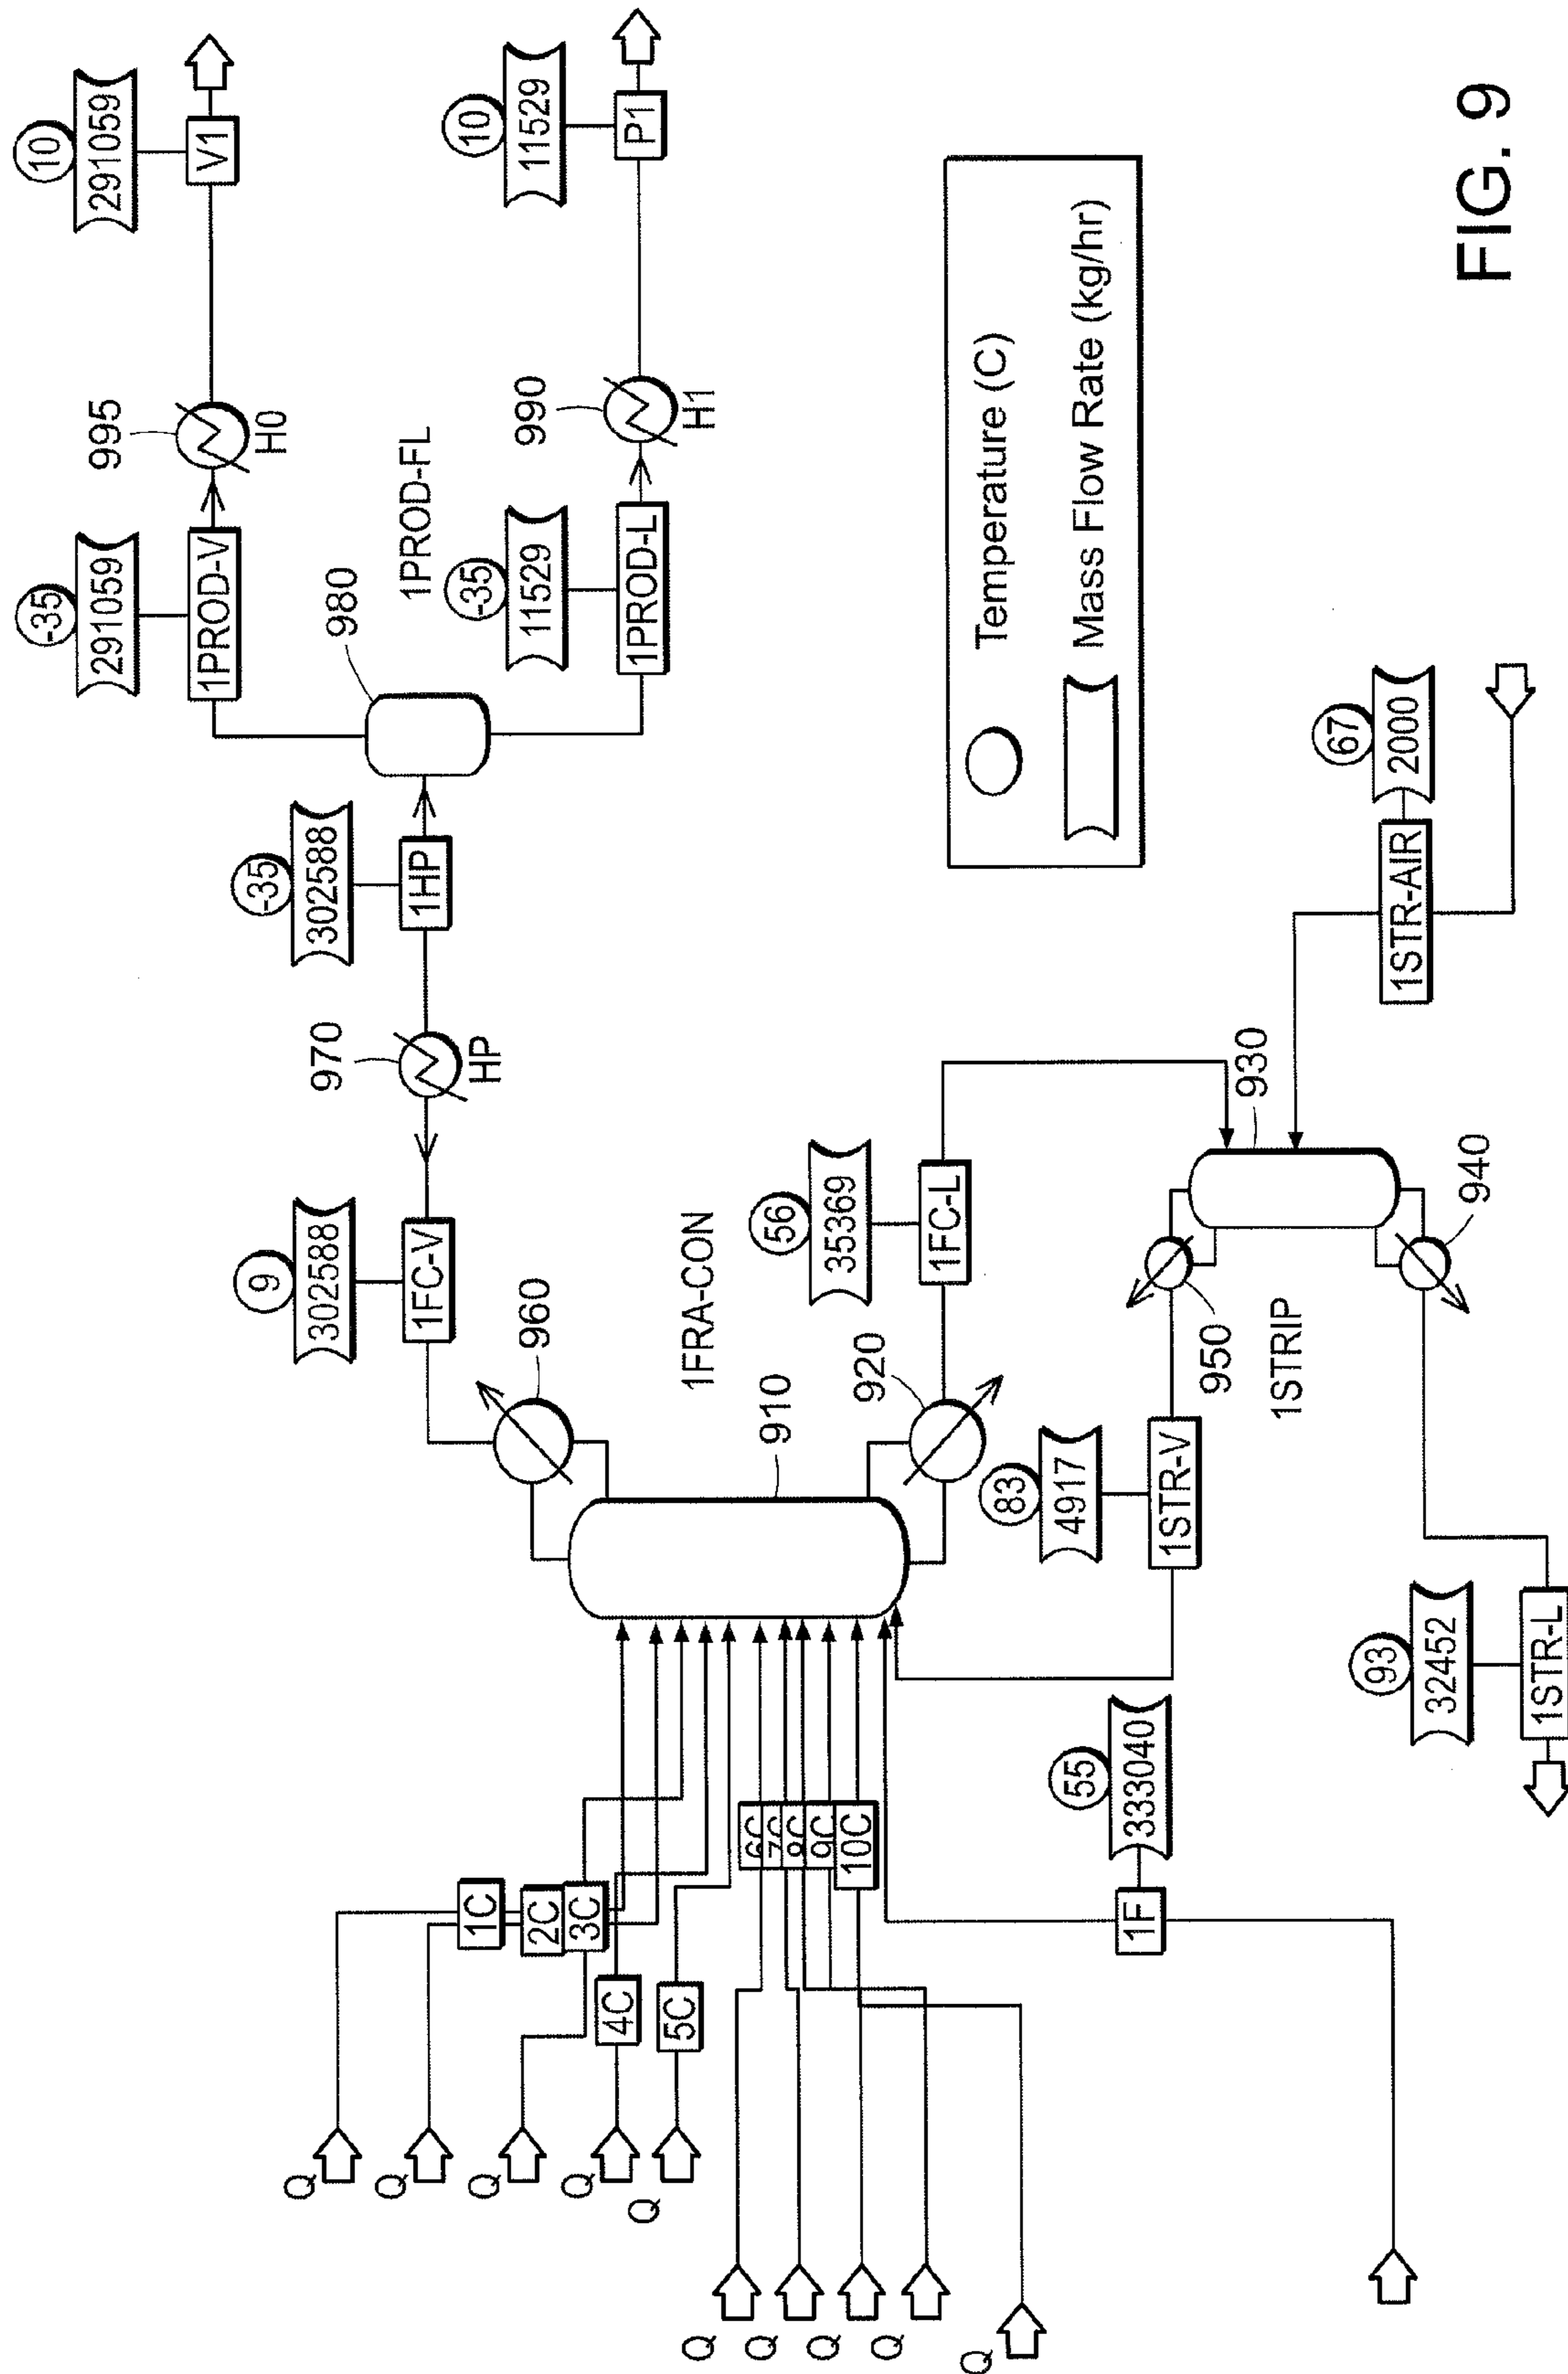 10
291059
V1
995
H0
-35
291059
1PROD-V
10
11529
P1
990
H1
1PROD-FL
-35
11529
1PROD-L
980
-35
302588
1HP
970
HP
9
302588
1FC-V
960
1FRA-CON
910
920
56
35369
1FC-L
930
940
950
1STRIP
67
2000
1STR-AIR
83
4917
1STR-V
93
32452
1STR-L
55
333040
1F
1C
2C
3C
4C
5C
6C
7C
8C
9C
10C
Q
Q
Q
Q
Q
Q
Q
Q
Q
Q
Temperature (C)
Mass Flow Rate (kg/hr)
FIG. 9